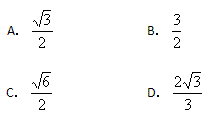 A. √3/2 B. 3/2
C. √6/2 D. 2√3/3